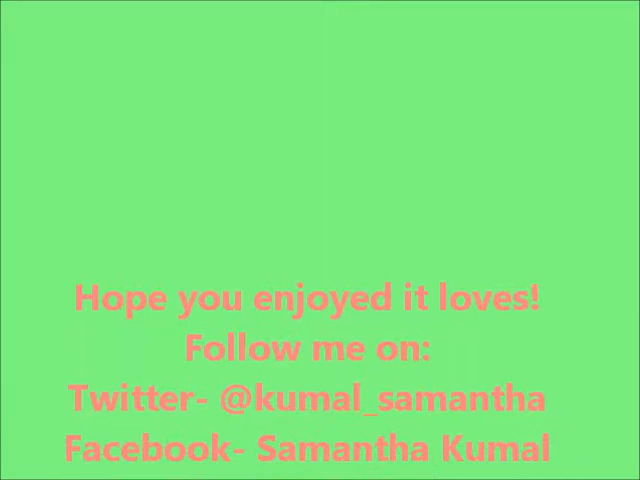 Hope you enjoyed it loves!
Follow me on:
Twitter- @kumal_samantha
Facebook- Samantha Kumal